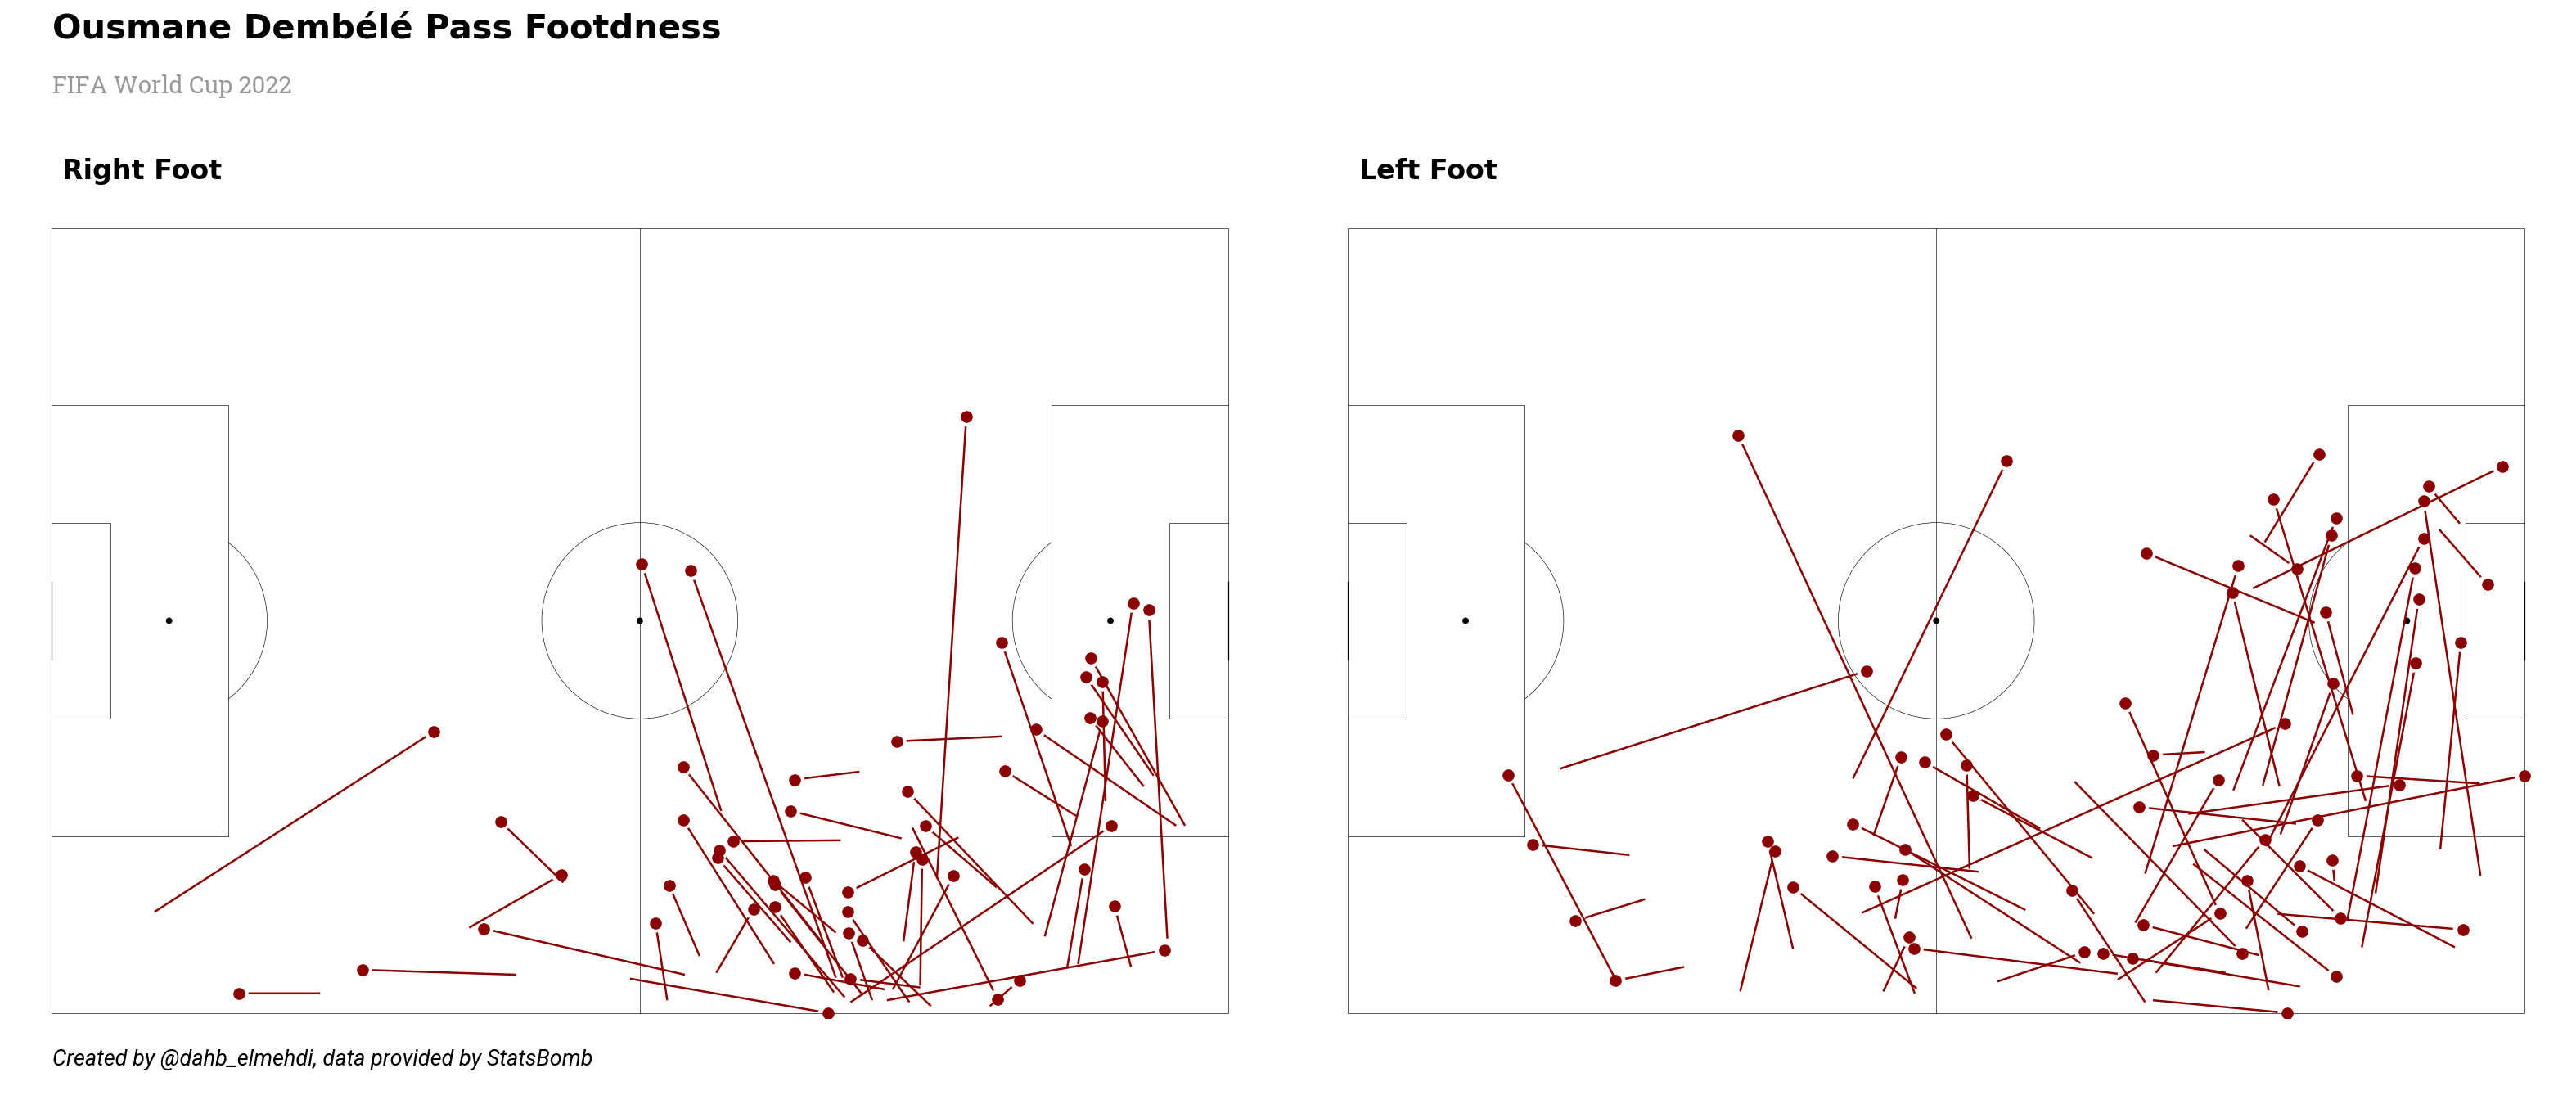 Ousmane Dembélé Pass Footdness
FIFA World Cup 2022
Right Foot
Left Foot
Created by @dahb_elmehdi, data provided by StatsBomb